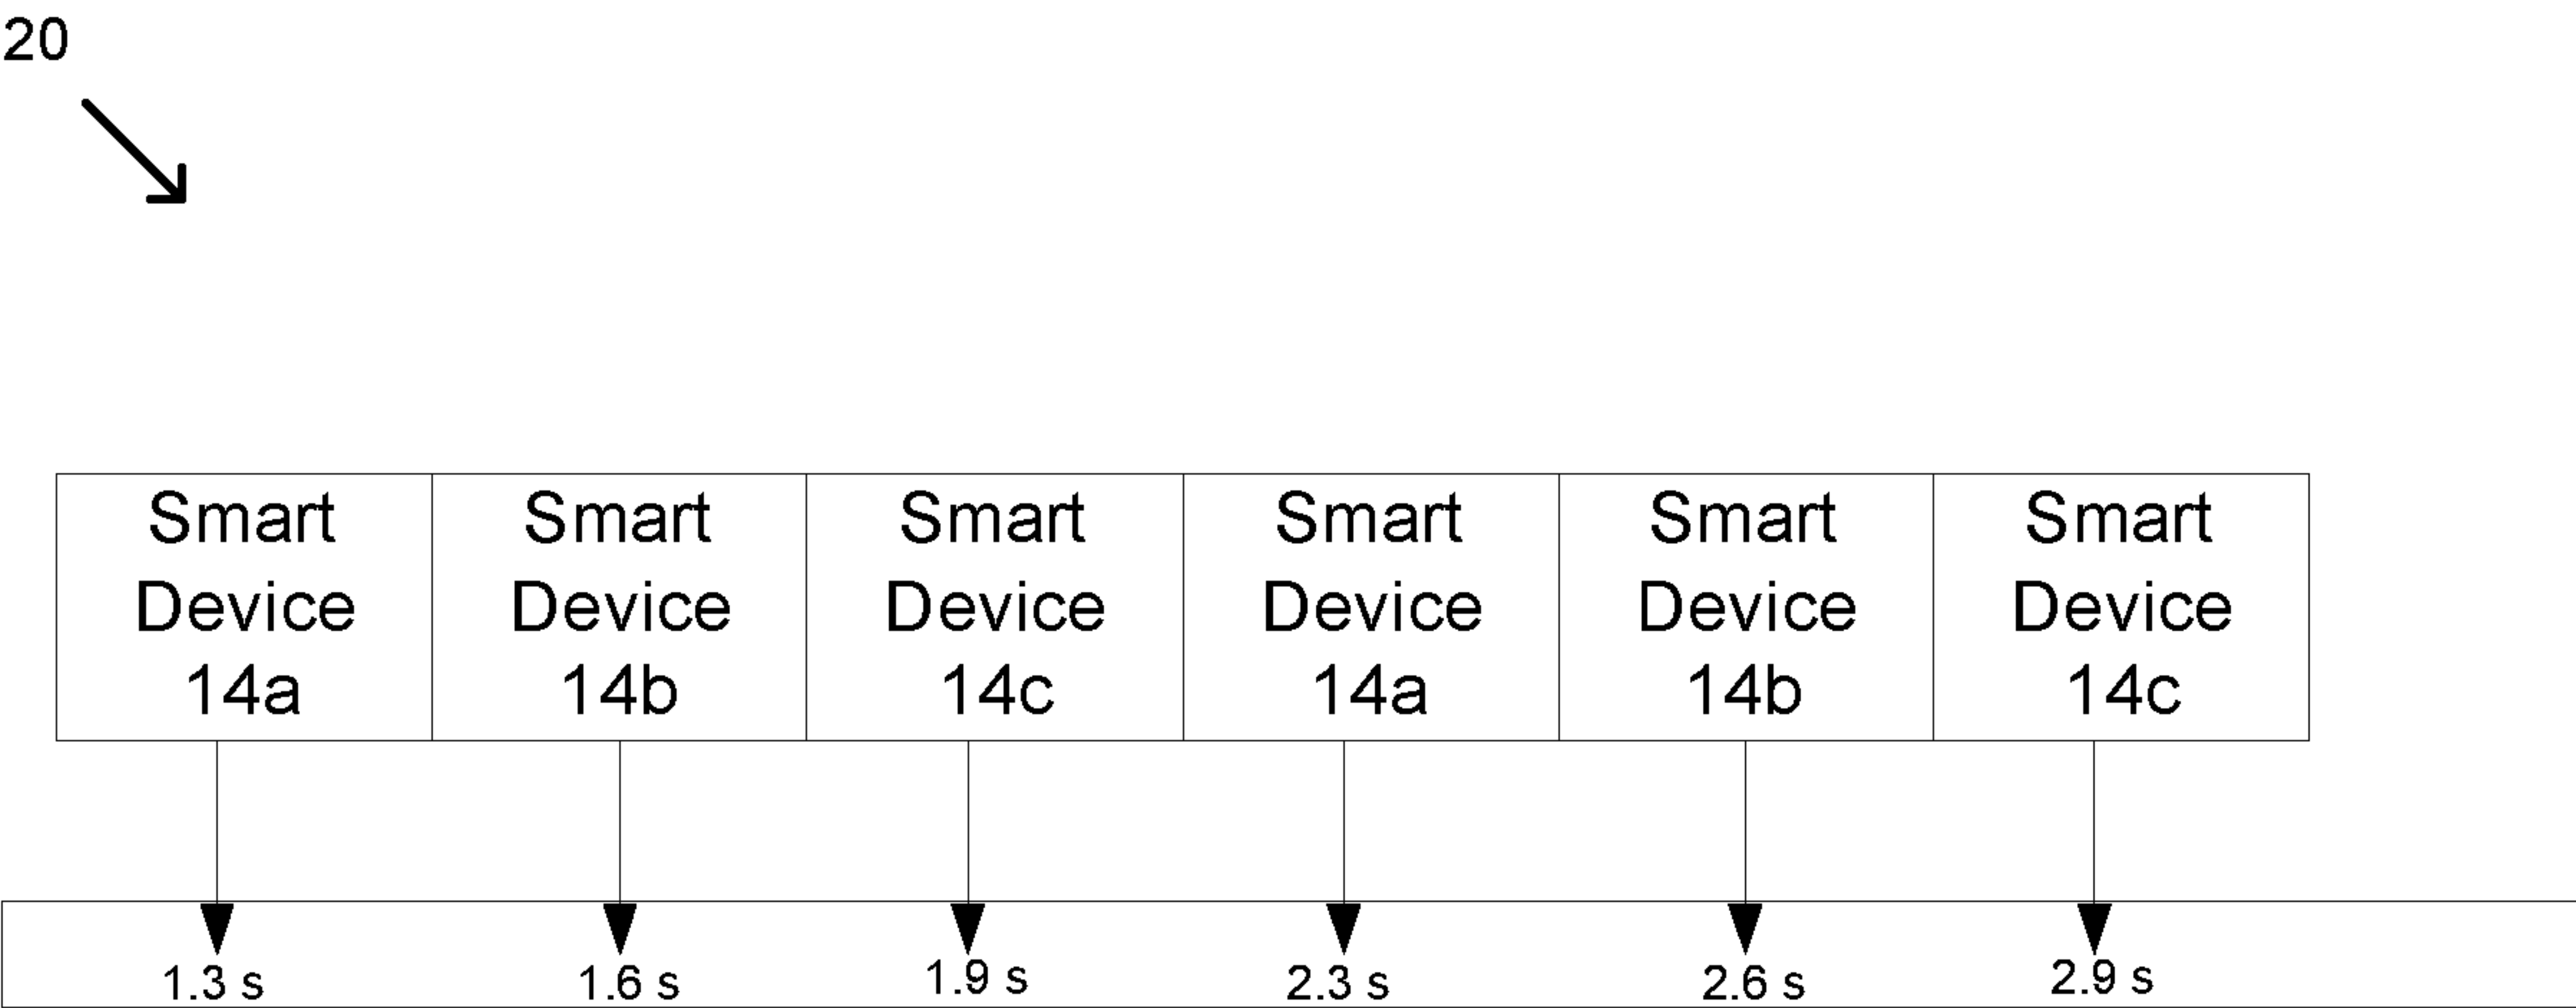 20
Smart
Device
14a
Smart
Device
14b
Smart
Device
14c
Smart
Device
14a
Smart
Device
14b
Smart
Device
14c
1.3 s
1.6 s
1.9 s
2.3 s
2.6 s
2.9 s